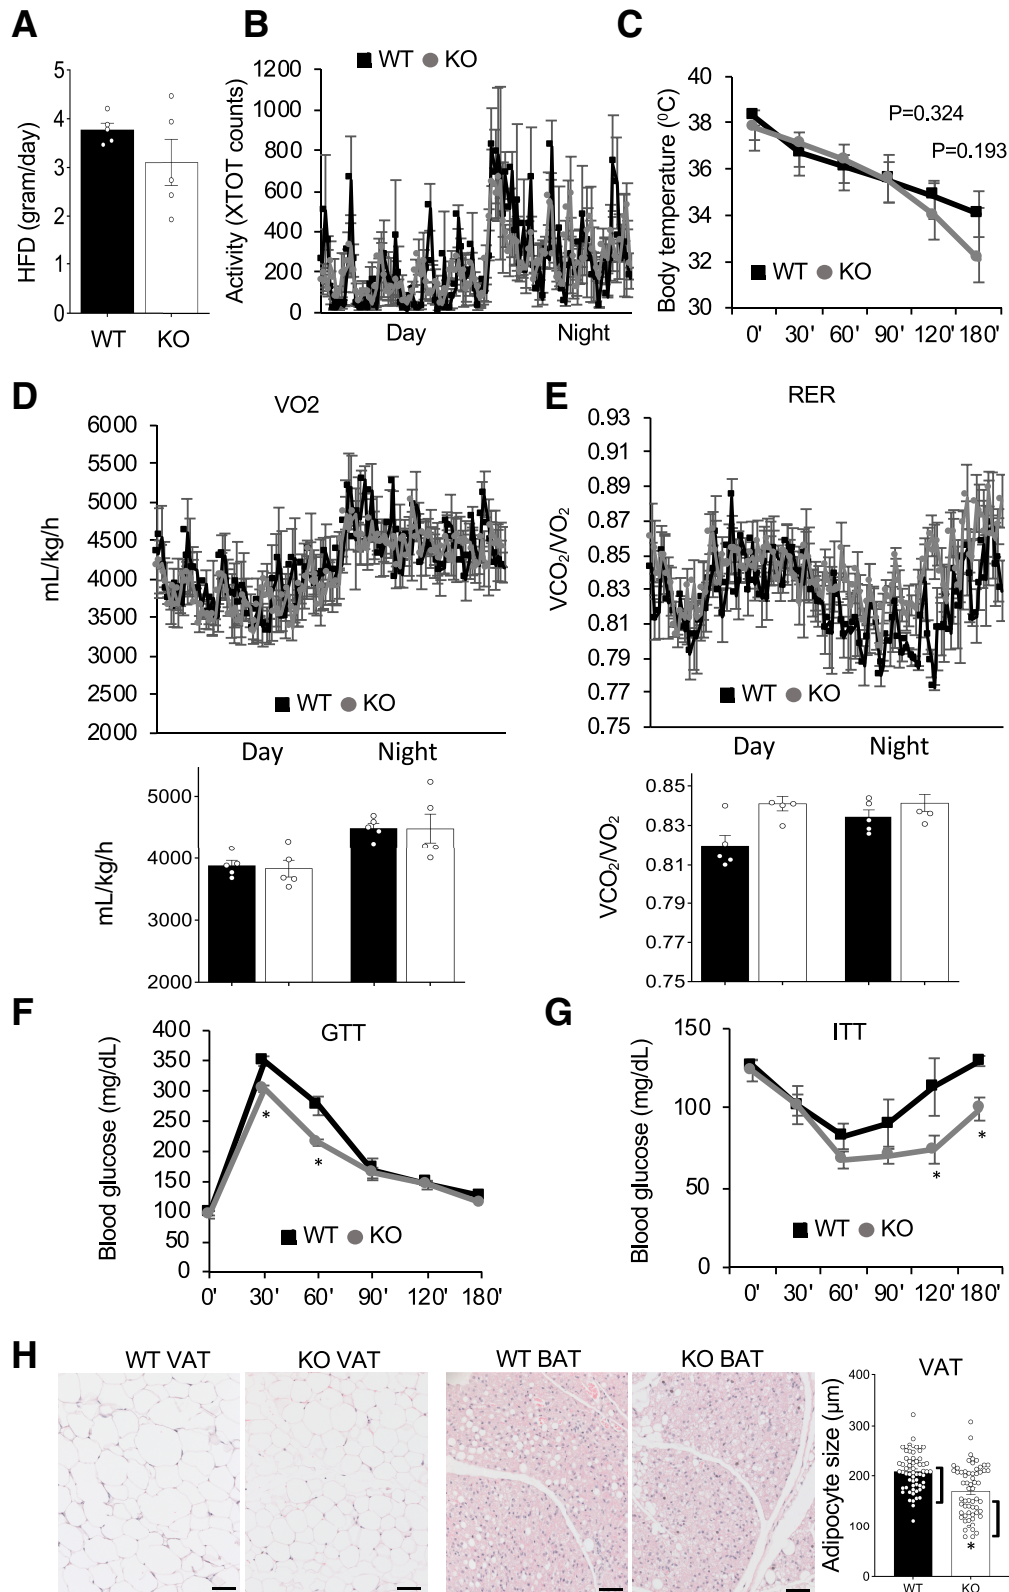 A
HFD (gram/day)
5
4
3
2
1
0
WT KO
B
WT KO
Activity (XTOT counts)
1200
1000
800
600
400
200
0
Day Night
C
Body temperature (⁰C)
40
38
36
34
32
30
P=0.324
P=0.193
WT KO
0' 30' 60' 90' 120' 180'
D
VO2
mL/kg/h
6000
5500
5000
4500
4000
3500
3000
2500
2000
WT KO
Day Night
mL/kg/h
5000
4000
3000
2000
E
RER
VCO₂/VO₂
0.93
0.91
0.89
0.87
0.85
0.83
0.81
0.79
0.77
0.75
WT KO
Day Night
VCO₂/VO₂
0.85
0.83
0.81
0.79
0.77
0.75
F
GTT
Blood glucose (mg/dL)
400
350
300
250
200
150
100
50
0
*
*
WT KO
0' 30' 60' 90' 120' 180'
G
ITT
Blood glucose (mg/dL)
150
100
50
0
*
*
WT KO
0' 30' 60' 90' 120' 180'
H
WT VAT KO VAT WT BAT KO BAT
VAT
Adipocyte size (µm)
400
300
200
100
0
*
WT KO